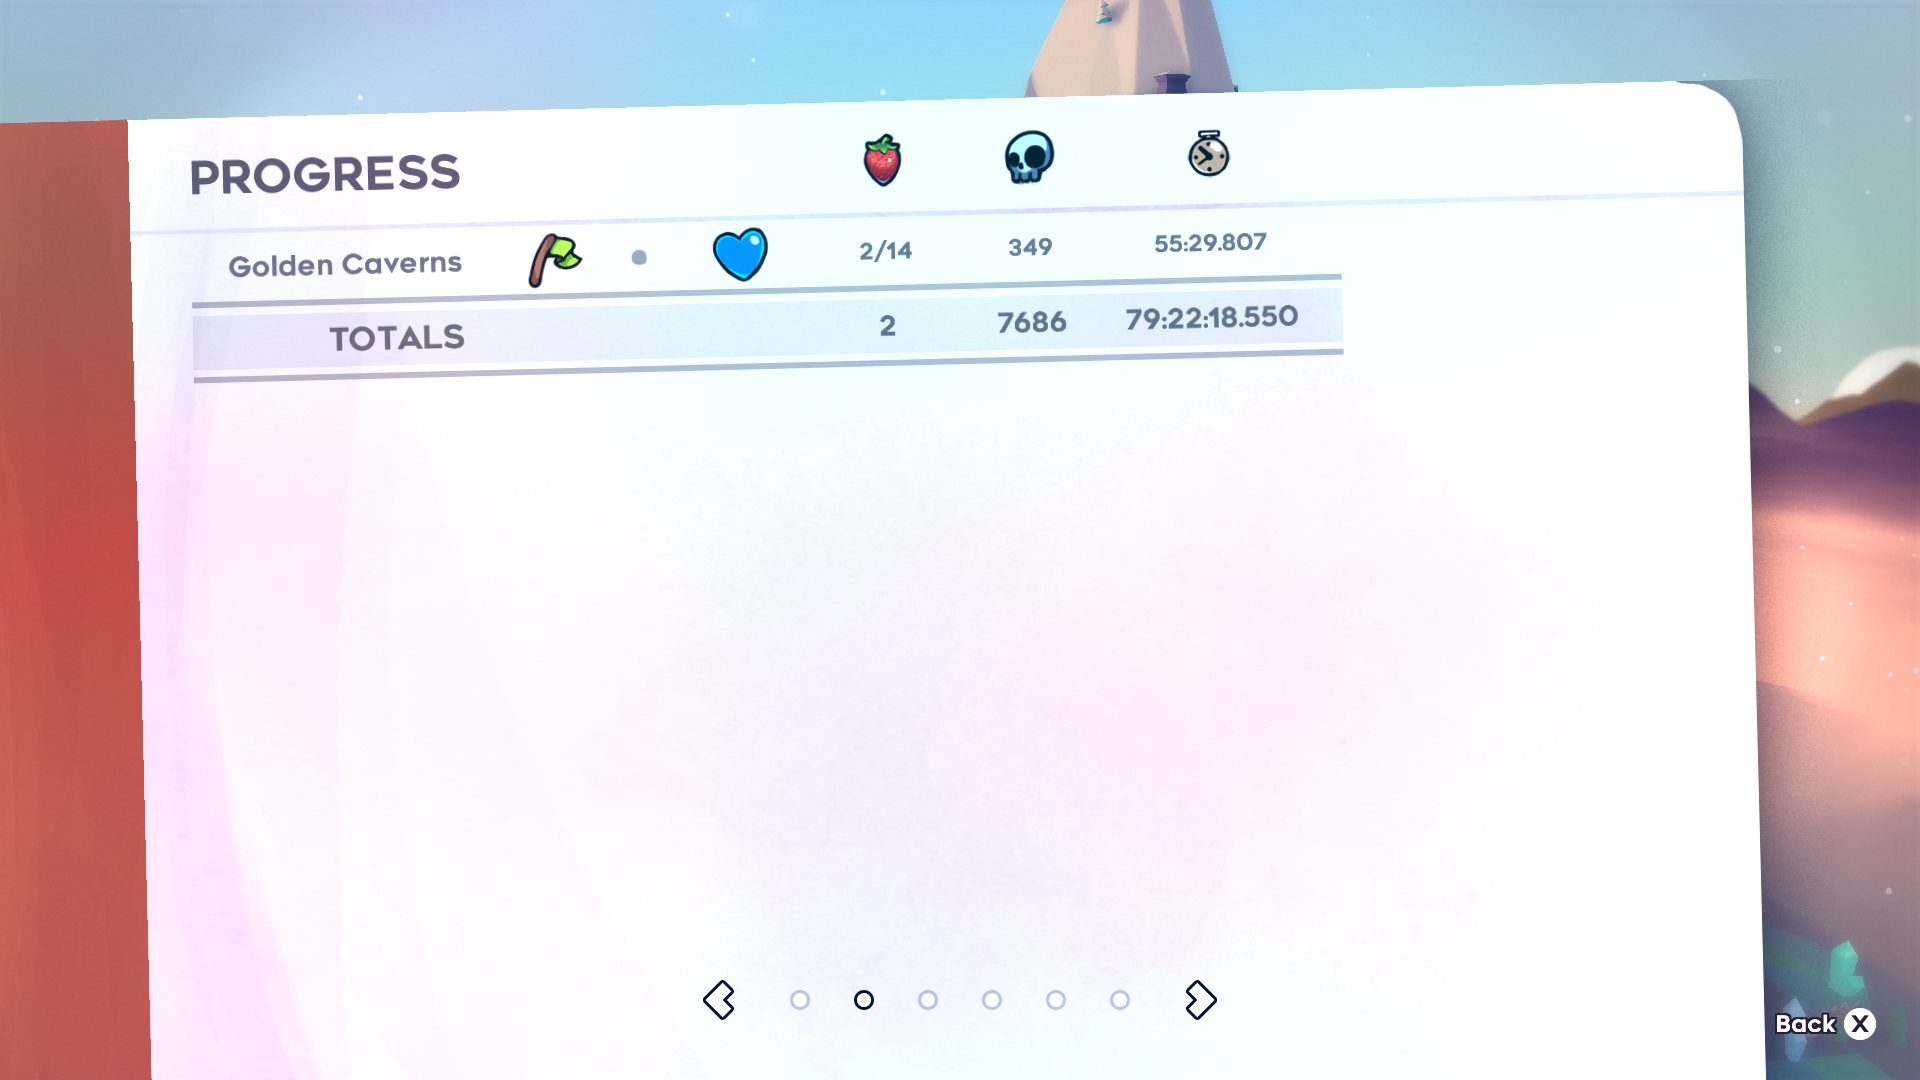 PROGRESS
Golden Caverns 2/14 349 55:29.807
TOTALS 2 7686 79:22:18.550
Back X